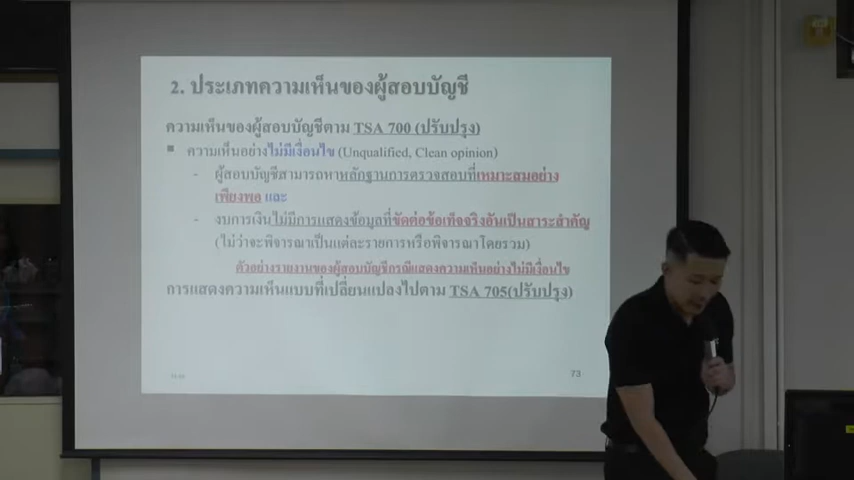 2. ประเภทความเห็นของผู้สอบบัญชี
ความเห็นของผู้สอบบัญชีตาม TSA 700 (ปรับปรุง)
ความเห็นอย่างไม่มีเงื่อนไข (Unqualified, Clean opinion)
- ผู้สอบบัญชีสามารถหาหลักฐานการตรวจสอบที่เหมาะสมอย่าง
เพียงพอ และ
- งบการเงินไม่มีการแสดงข้อมูลที่ขัดต่อข้อเท็จจริงอันเป็นสาระสำคัญ
(ไม่ว่าจะพิจารณาเป็นแต่ละรายการหรือพิจารณาโดยรวม)
ตัวอย่างรายงานของผู้สอบบัญชีกรณีแสดงความเห็นอย่างไม่มีเงื่อนไข
การแสดงความเห็นแบบที่เปลี่ยนแปลงไปตาม TSA 705(ปรับปรุง)
73